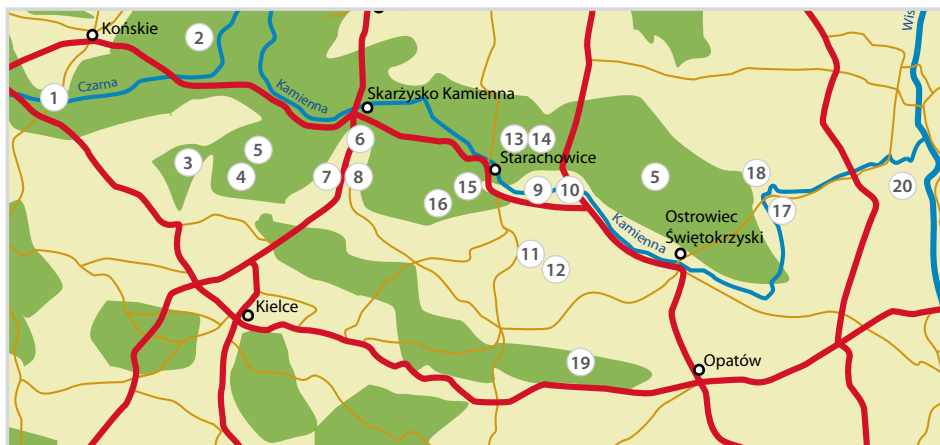 Końskie
2
Wis
Czarna
1
Kamienna
Skarżysko Kamienna
5
6
13
14
3
4
7
8
Starachowice
5
18
15
9
10
20
16
17
Kamienna
Ostrowiec
Świętokrzyski
11
12
Kielce
19
Opatów